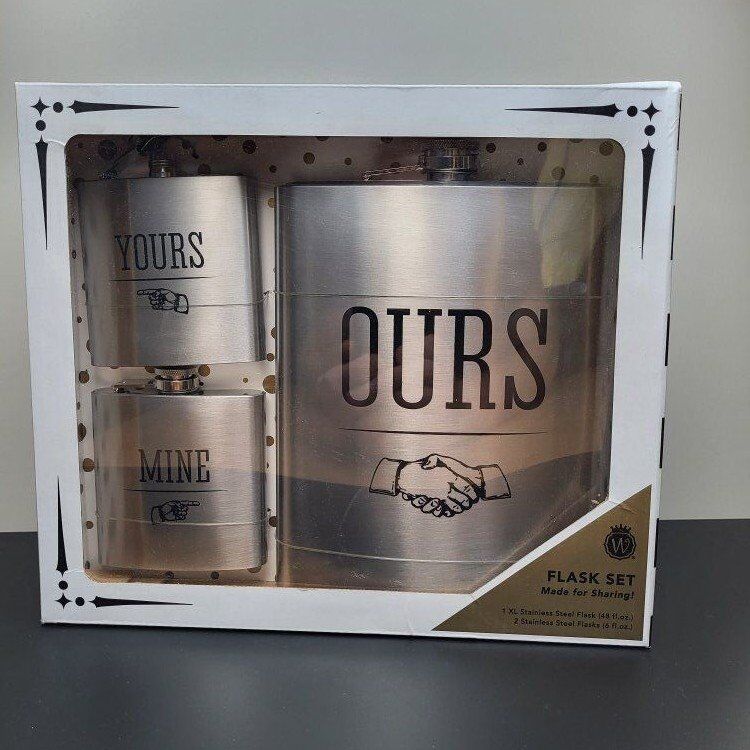 YOURS
MINE
OURS
W
FLASK SET
Made for Sharing!
1 XL Stainless Steel Flask (48 fl.oz.)
2 Stainless Steel Flasks (6 fl.oz.)